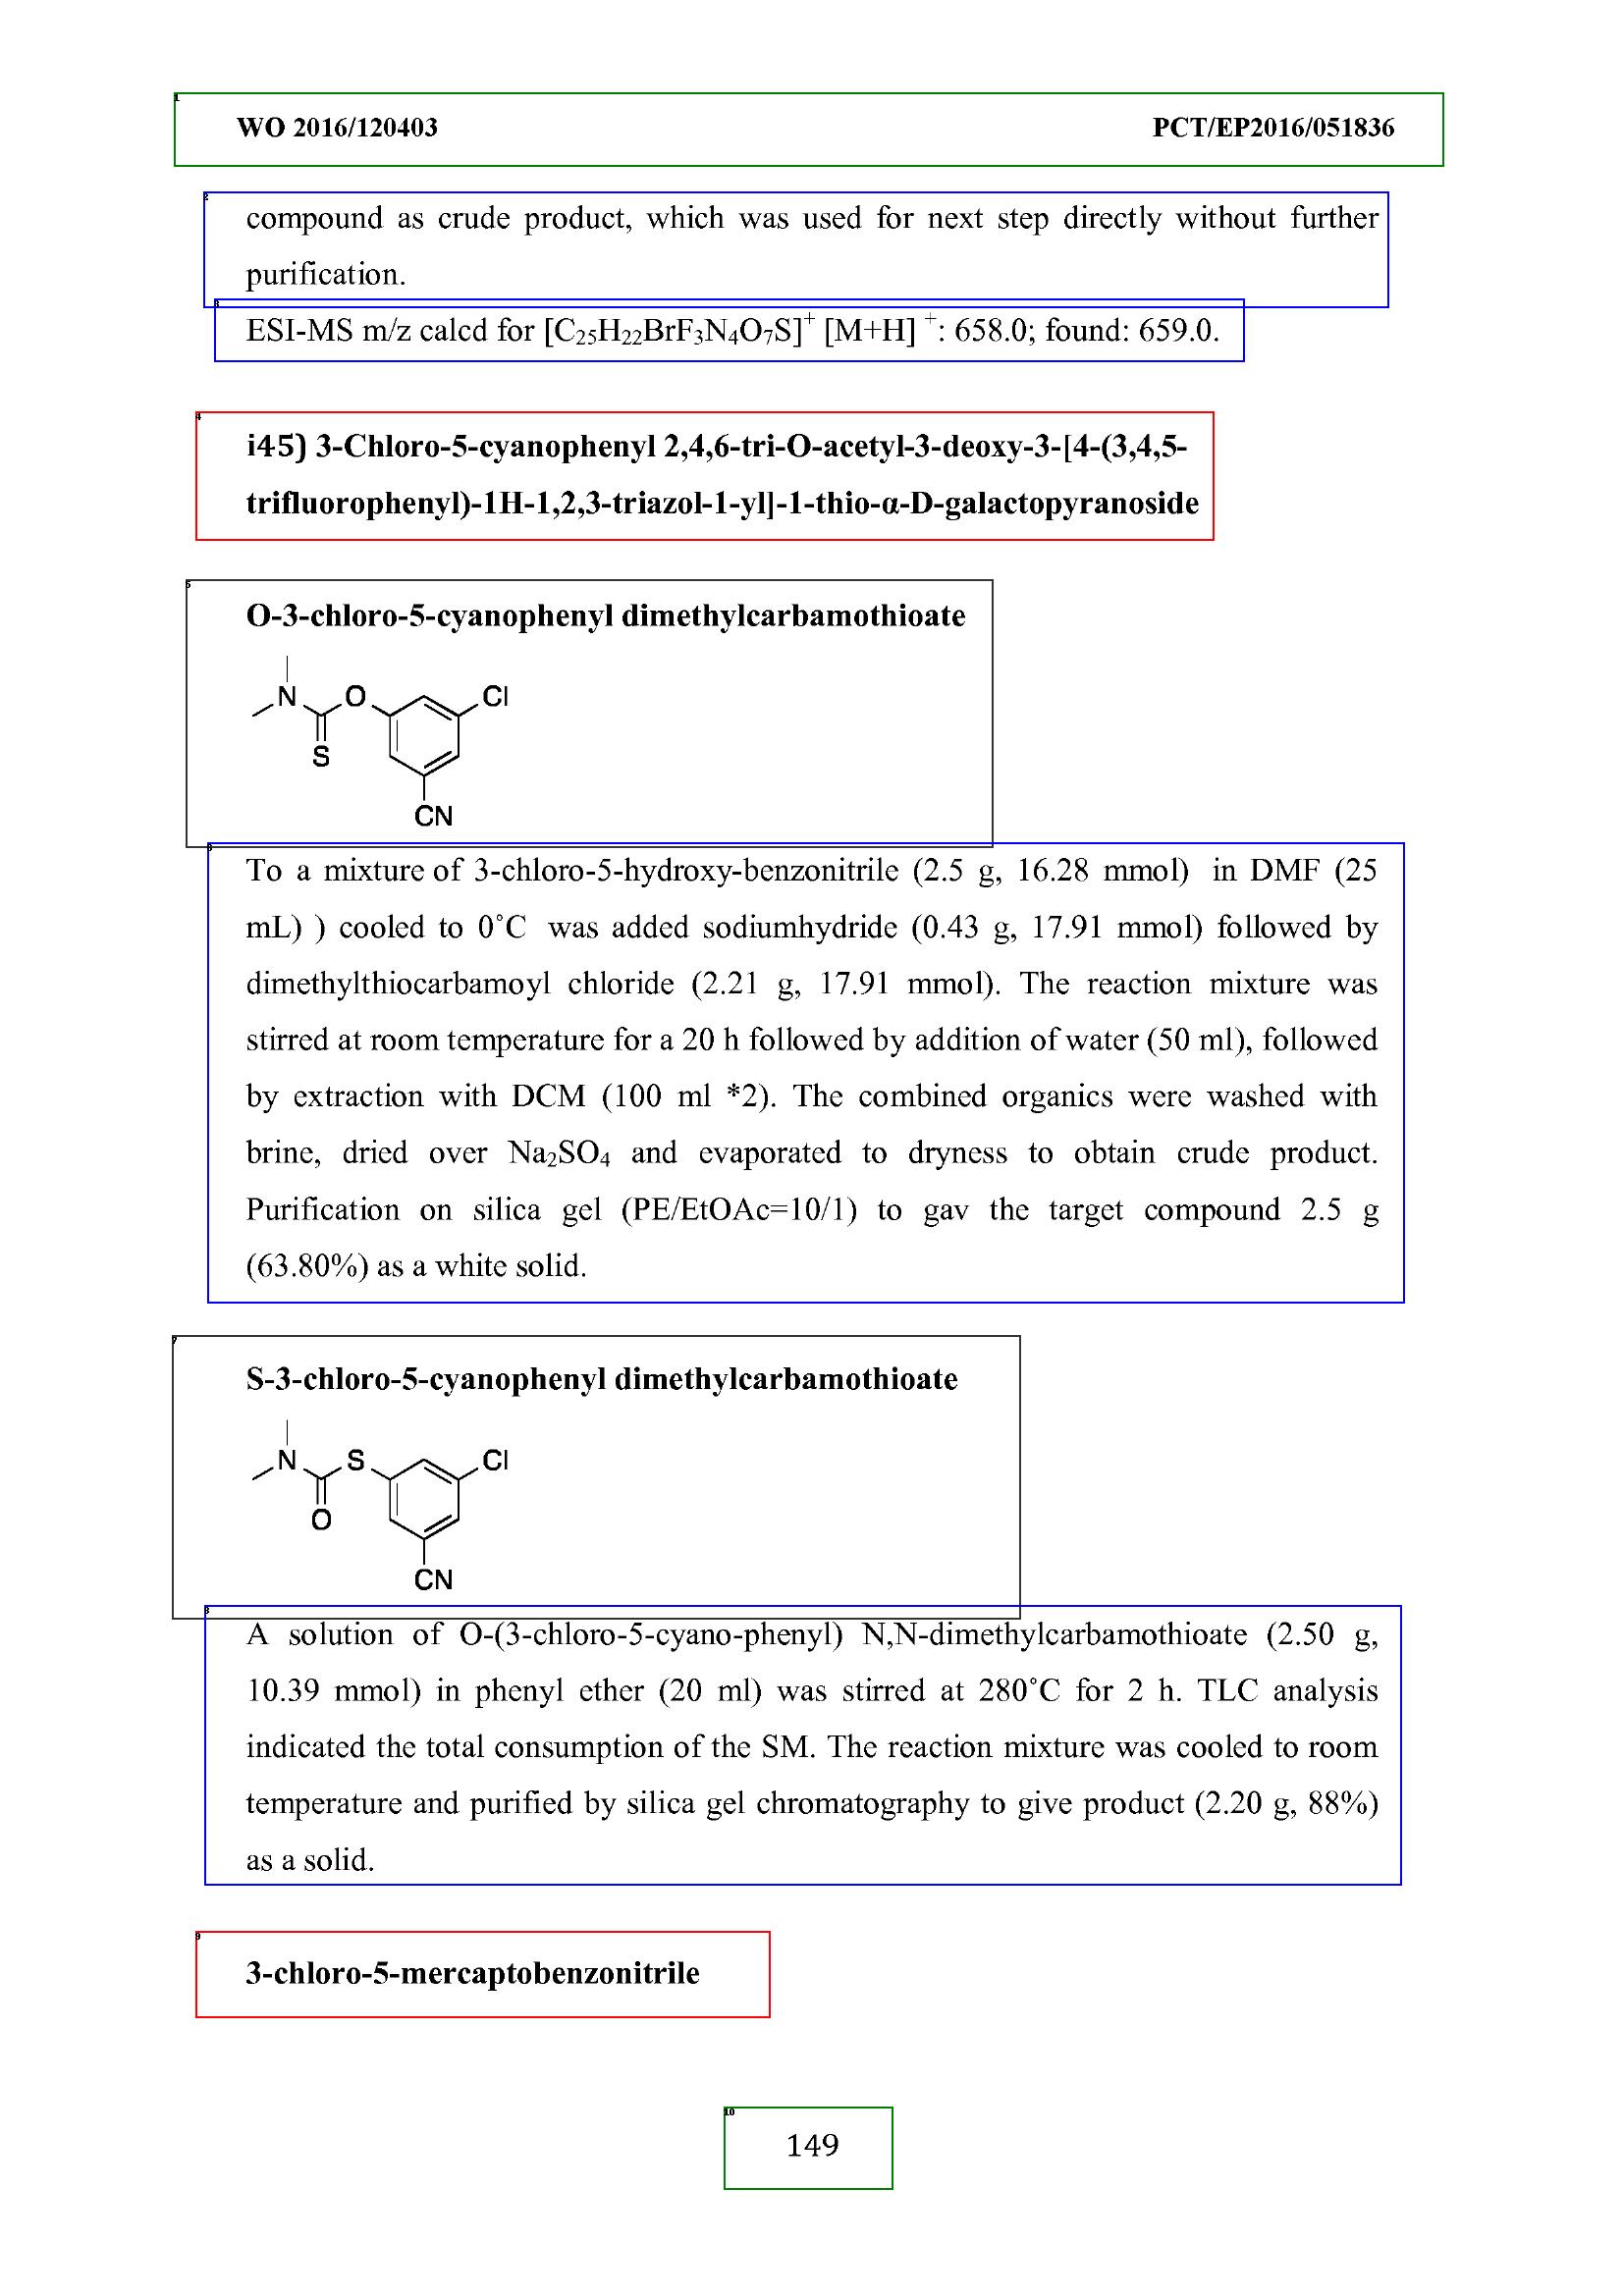 WO 2016/120403 PCT/EP2016/051836
compound as crude product, which was used for next step directly without further
purification.
ESI-MS m/z calcd for [C₂₅H₂₂BrF₃N₄O₇S]⁺ [M+H] ⁺: 658.0; found: 659.0.
i45) 3-Chloro-5-cyanophenyl 2,4,6-tri-O-acetyl-3-deoxy-3-[4-(3,4,5-
trifluorophenyl)-1H-1,2,3-triazol-1-yl]-1-thio-α-D-galactopyranoside
O-3-chloro-5-cyanophenyl dimethylcarbamothioate
N O Cl
S
CN
To a mixture of 3-chloro-5-hydroxy-benzonitrile (2.5 g, 16.28 mmol) in DMF (25
mL) ) cooled to 0˚C was added sodiumhydride (0.43 g, 17.91 mmol) followed by
dimethylthiocarbamoyl chloride (2.21 g, 17.91 mmol). The reaction mixture was
stirred at room temperature for a 20 h followed by addition of water (50 ml), followed
by extraction with DCM (100 ml *2). The combined organics were washed with
brine, dried over Na₂SO₄ and evaporated to dryness to obtain crude product.
Purification on silica gel (PE/EtOAc=10/1) to gav the target compound 2.5 g
(63.80%) as a white solid.
S-3-chloro-5-cyanophenyl dimethylcarbamothioate
N S Cl
O
CN
A solution of O-(3-chloro-5-cyano-phenyl) N,N-dimethylcarbamothioate (2.50 g,
10.39 mmol) in phenyl ether (20 ml) was stirred at 280˚C for 2 h. TLC analysis
indicated the total consumption of the SM. The reaction mixture was cooled to room
temperature and purified by silica gel chromatography to give product (2.20 g, 88%)
as a solid.
3-chloro-5-mercaptobenzonitrile
149